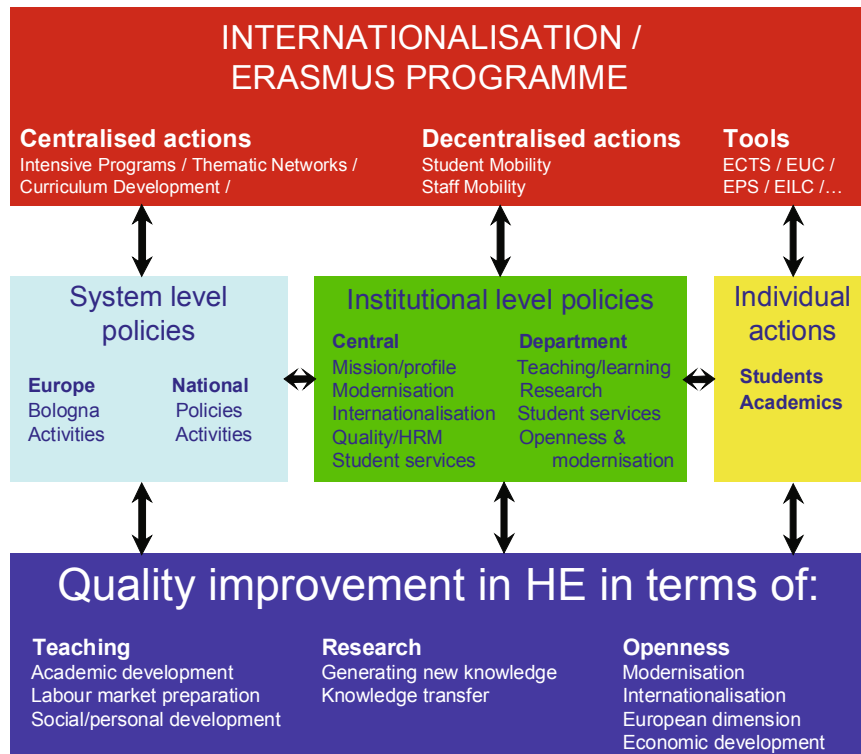 INTERNATIONALISATION /
ERASMUS PROGRAMME
Centralised actions
Intensive Programs / Thematic Networks /
Curriculum Development /
Decentralised actions
Student Mobility
Staff Mobility
Tools
ECTS / EUC /
EPS / EILC /...
System level
policies
Europe
Bologna
Activities
National
Policies
Activities
Institutional level policies
Central
Mission/profile
Modernisation
Internationalisation
Quality/HRM
Student services
Department
Teaching/learning
Research
Student services
Openness &
modernisation
Individual
actions
Students
Academics
Quality improvement in HE in terms of:
Teaching
Academic development
Labour market preparation
Social/personal development
Research
Generating new knowledge
Knowledge transfer
Openness
Modernisation
Internationalisation
European dimension
Economic development